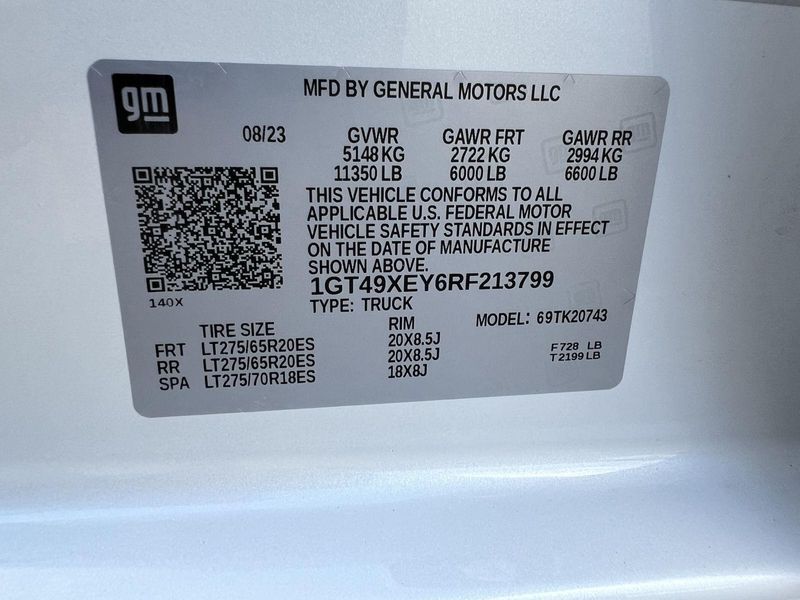 gm
MFD BY GENERAL MOTORS LLC
08/23 GVWR GAWR FRT GAWR RR
5148 KG 2722 KG 2994 KG
11350 LB 6000 LB 6600 LB
THIS VEHICLE CONFORMS TO ALL
APPLICABLE U.S. FEDERAL MOTOR
VEHICLE SAFETY STANDARDS IN EFFECT
ON THE DATE OF MANUFACTURE
SHOWN ABOVE.
1GT49XEY6RF213799
140X
TYPE: TRUCK
MODEL: 69TK20743
TIRE SIZE RIM
FRT LT275/65R20ES 20X8.5J
RR LT275/65R20ES 20X8.5J
SPA LT275/70R18ES 18X8J
F 728 LB
T 2199 LB